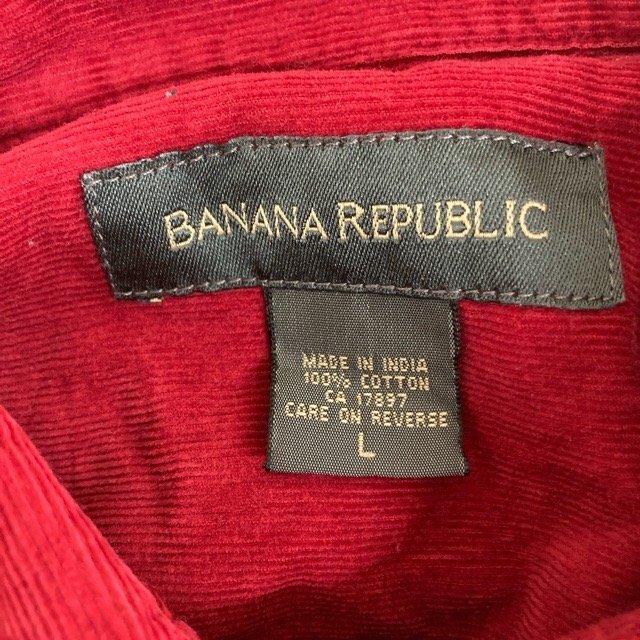 BANANA REPUBLIC
MADE IN INDIA
100% COTTON
CA 17897
CARE ON REVERSE
L